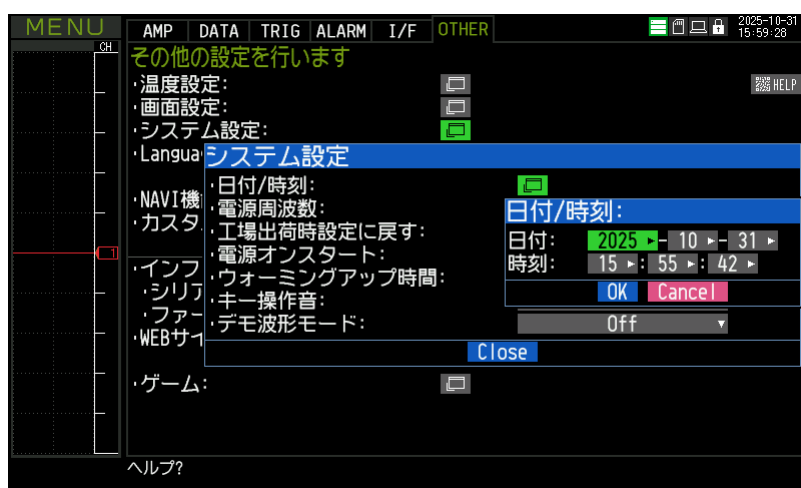 MENU AMP DATA TRIG ALARM I/F OTHER 2025-10-31
15:59:28
CH
その他の設定を行います
・温度設定:
HELP
・画面設定:
・システム設定:
・Langua
システム設定
・日付/時刻:
・NAVI機
・電源周波数:
日付/時刻:
・カスタ
・工場出荷時設定に戻す:
日付: 2025 ▸- 10 ▸- 31 ▸
・電源オンスタート:
時刻: 15 ▸: 55 ▸: 42 ▸
1
・インフ
・ウォーミングアップ時間:
・シリア
・キー操作音:
OK Cancel
・ファー
・デモ波形モード: Off ▾
・WEBサイ
Close
・ゲーム:
ヘルプ?